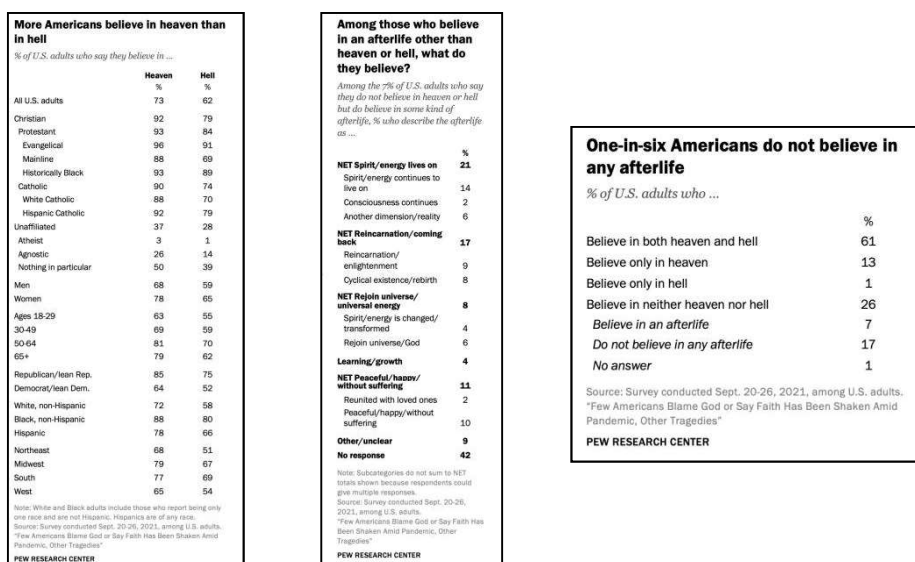 More Americans believe in heaven than
in hell
% of U.S. adults who say they believe in ...
Heaven Hell
% %
All U.S. adults 73 62
Christian 92 79
Protestant 93 84
Evangelical 96 91
Mainline 88 69
Historically Black 93 89
Catholic 90 74
White Catholic 88 70
Hispanic Catholic 92 79
Unaffiliated 37 28
Atheist 3 1
Agnostic 26 14
Nothing in particular 50 39
Men 68 59
Women 78 65
Ages 18-29 63 55
30-49 69 59
50-64 81 70
65+ 79 62
Republican/lean Rep. 85 75
Democrat/lean Dem. 64 52
White, non-Hispanic 72 58
Black, non-Hispanic 88 80
Hispanic 78 66
Northeast 68 51
Midwest 79 67
South 77 69
West 65 54
Note: White and Black adults include those who report being only
one race and are not Hispanic. Hispanics are of any race.
Source: Survey conducted Sept. 20-26, 2021, among U.S. adults.
"Few Americans Blame God or Say Faith Has Been Shaken Amid
Pandemic, Other Tragedies"
PEW RESEARCH CENTER
Among those who believe
in an afterlife other than
heaven or hell, what do
they believe?
Among the 7% of U.S. adults who say
they do not believe in heaven or hell
but do believe in some kind of
afterlife, % who describe the afterlife
as ...
%
NET Spirit/energy lives on 21
Spirit/energy continues to
live on 14
Consciousness continues 2
Another dimension/reality 6
NET Reincarnation/coming
back 17
Reincarnation/
enlightenment 9
Cyclical existence/rebirth 8
NET Rejoin universe/
universal energy 8
Spirit/energy is changed/
transformed 4
Rejoin universe/God 6
Learning/growth 4
NET Peaceful/happy/
without suffering 11
Reunited with loved ones 2
Peaceful/happy/without
suffering 10
Other/unclear 9
No response 42
Note: Subcategories do not sum to NET
totals shown because respondents could
give multiple responses.
Source: Survey conducted Sept. 20-26,
2021, among U.S. adults.
"Few Americans Blame God or Say Faith Has
Been Shaken Amid Pandemic, Other
Tragedies"
PEW RESEARCH CENTER
One-in-six Americans do not believe in
any afterlife
% of U.S. adults who ...
%
Believe in both heaven and hell 61
Believe only in heaven 13
Believe only in hell 1
Believe in neither heaven nor hell 26
Believe in an afterlife 7
Do not believe in any afterlife 17
No answer 1
Source: Survey conducted Sept. 20-26, 2021, among U.S. adults.
"Few Americans Blame God or Say Faith Has Been Shaken Amid
Pandemic, Other Tragedies"
PEW RESEARCH CENTER